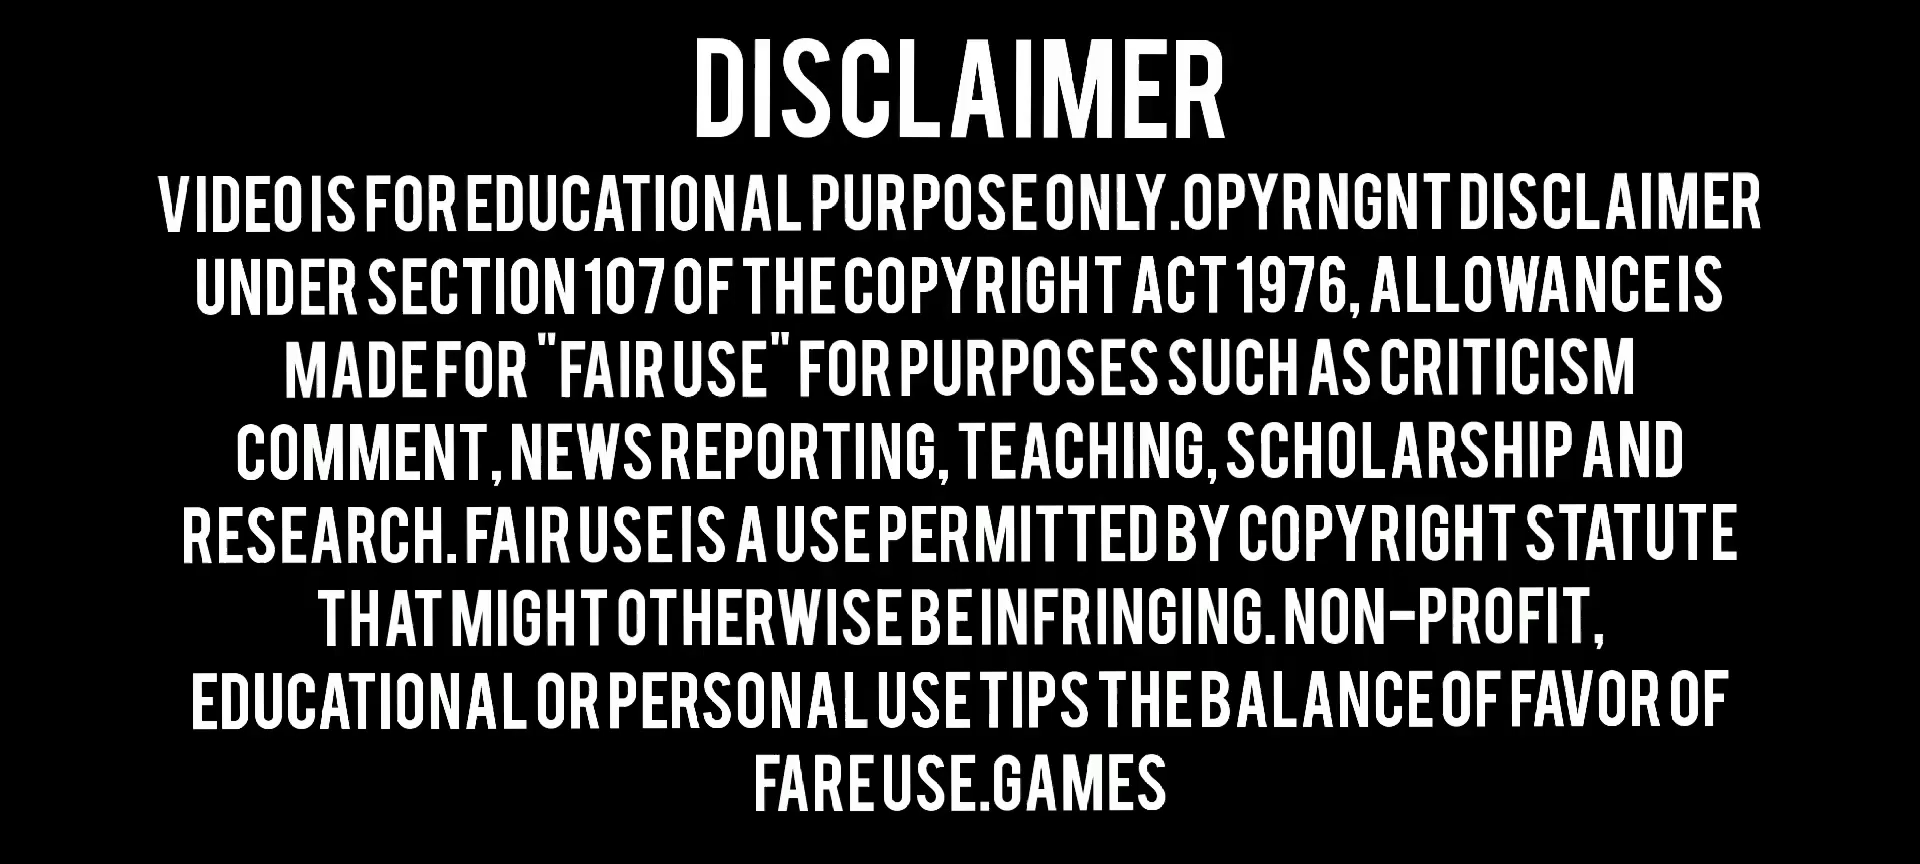 DISCLAIMER
VIDEO IS FOR EDUCATIONAL PURPOSE ONLY.OPYRNGNT DISCLAIMER
UNDER SECTION 107 OF THE COPYRIGHT ACT 1976, ALLOWANCE IS
MADE FOR "FAIR USE" FOR PURPOSES SUCH AS CRITICISM
COMMENT, NEWS REPORTING, TEACHING, SCHOLARSHIP AND
RESEARCH. FAIR USE IS A USE PERMITTED BY COPYRIGHT STATUTE
THAT MIGHT OTHERWISE BE INFRINGING. NON-PROFIT,
EDUCATIONAL OR PERSONAL USE TIPS THE BALANCE OF FAVOR OF
FARE USE.GAMES